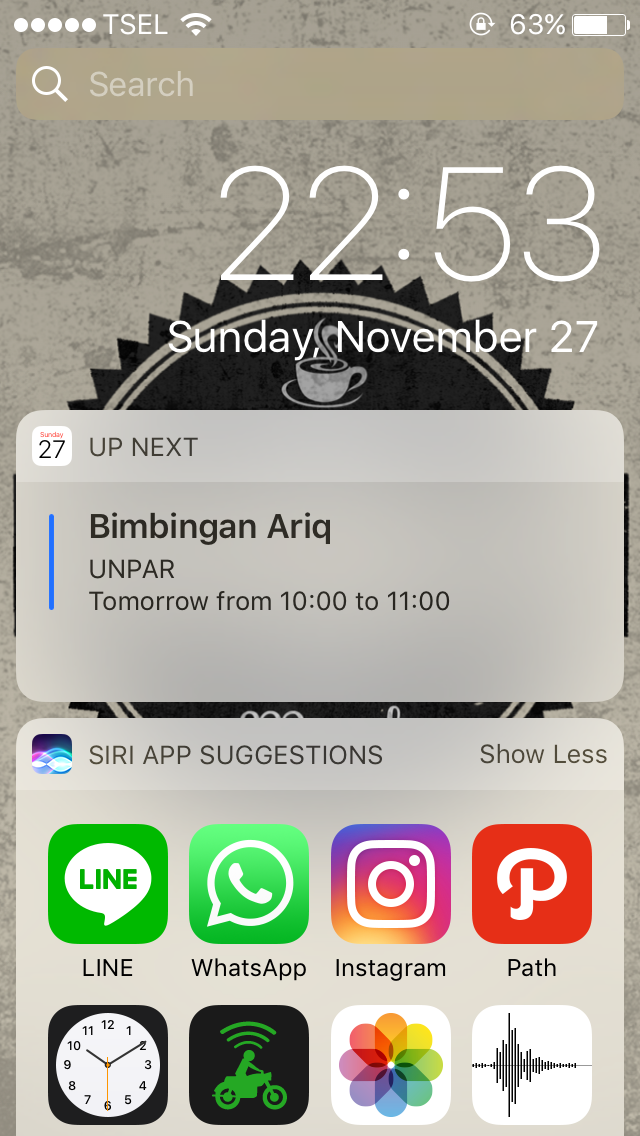 TSEL 63%
Search
22:53
Sunday, November 27
Sunday
27
UP NEXT
Bimbingan Ariq
UNPAR
Tomorrow from 10:00 to 11:00
SIRI APP SUGGESTIONS Show Less
LINE
LINE WhatsApp Instagram Path
12
11 1
10 2
9 3
8 4
7 5
6